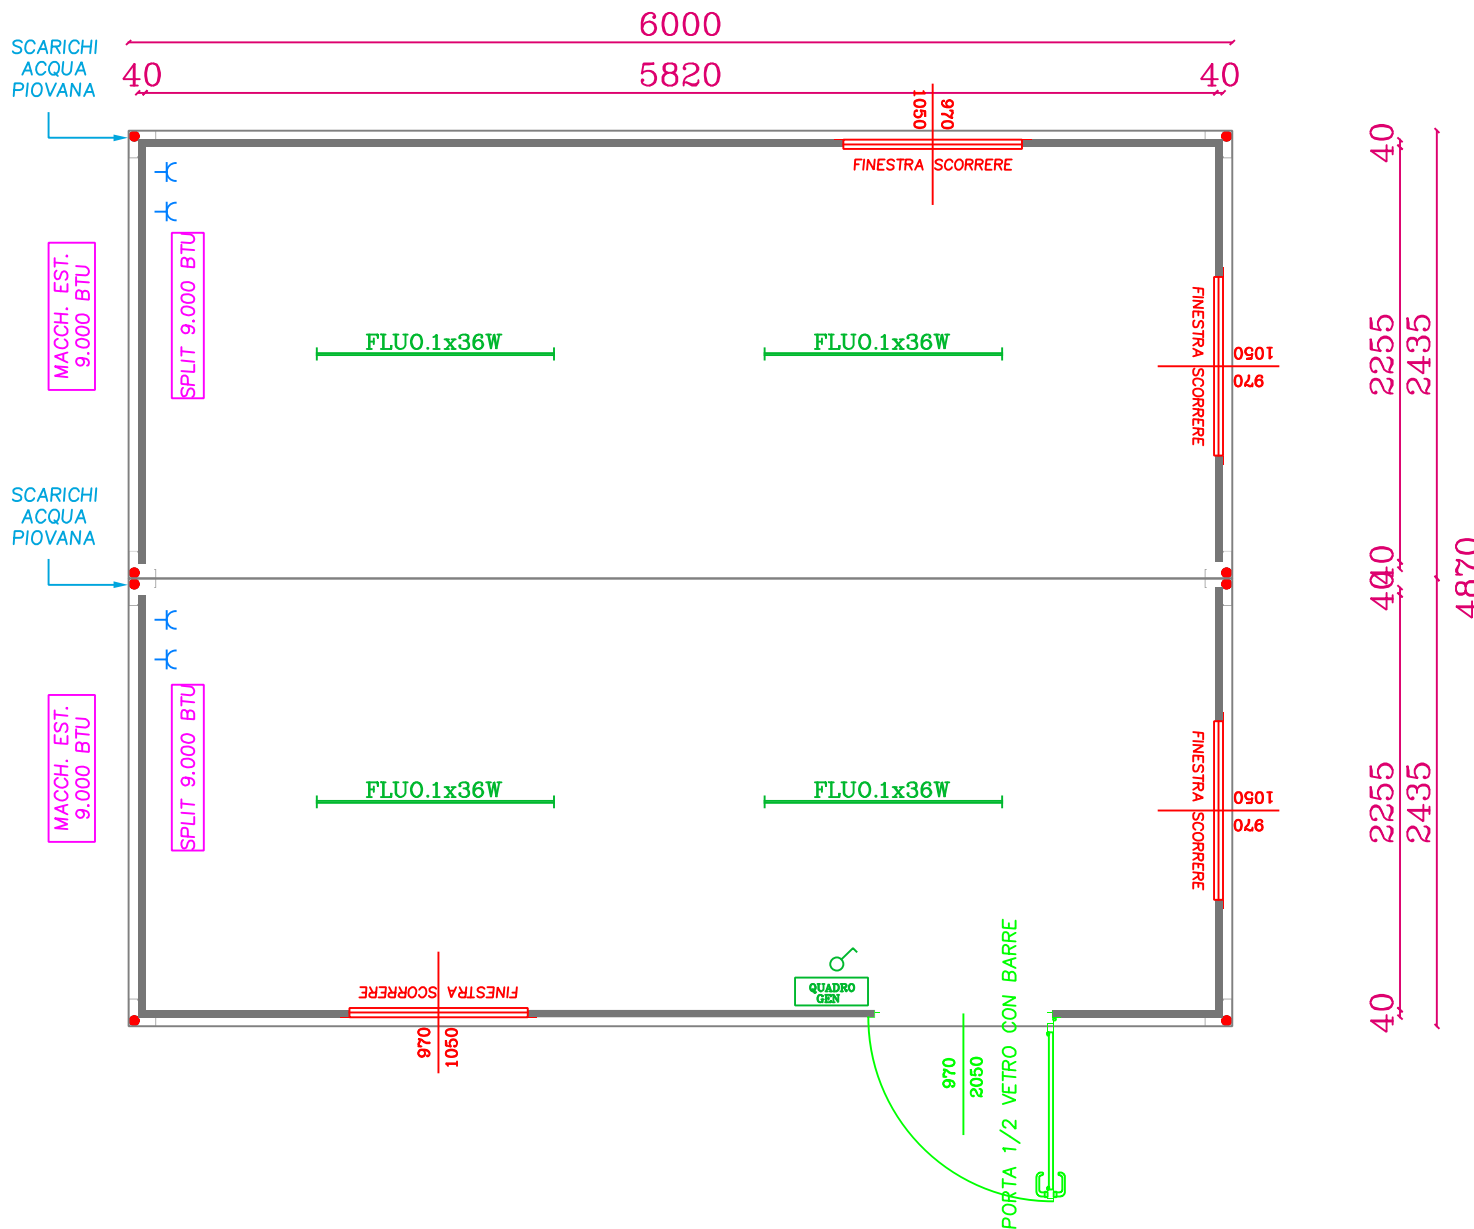 6000
40
5820
40
SCARICHI
ACQUA
PIOVANA
1050
970
FINESTRA SCORRERE
40
MACCH. EST.
9.000 BTU
SPLIT 9.000 BTU
FLUO.1x36W
FLUO.1x36W
FINESTRA SCORRERE
1050
970
2255
2435
SCARICHI
ACQUA
PIOVANA
40
40
4870
MACCH. EST.
9.000 BTU
SPLIT 9.000 BTU
FLUO.1x36W
FLUO.1x36W
FINESTRA SCORRERE
1050
970
2255
2435
FINESTRA SCORRERE
970
1050
QUADRO
GEN
40
970
2050
PORTA 1/2 VETRO CON BARRE